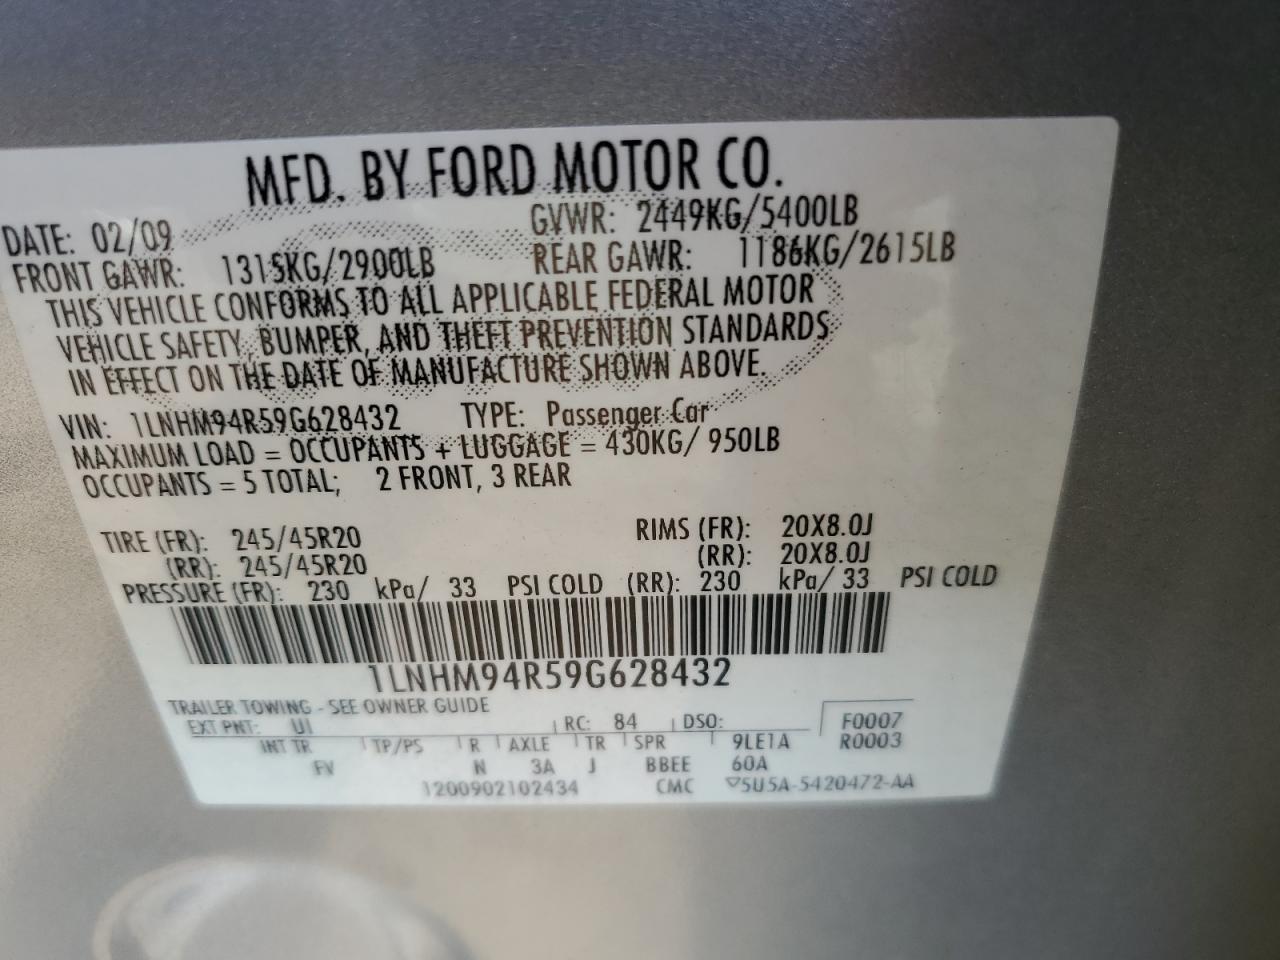 MFD. BY FORD MOTOR CO.
DATE: 02/09 GVWR: 2449KG/5400LB
FRONT GAWR: 1315KG/2900LB REAR GAWR: 1186KG/2615LB
THIS VEHICLE CONFORMS TO ALL APPLICABLE FEDERAL MOTOR
VEHICLE SAFETY, BUMPER, AND THEFT PREVENTION STANDARDS
IN EFFECT ON THE DATE OF MANUFACTURE SHOWN ABOVE.
VIN: 1LNHM94R59G628432 TYPE: Passenger Car
MAXIMUM LOAD = OCCUPANTS + LUGGAGE = 430KG/ 950LB
OCCUPANTS = 5 TOTAL; 2 FRONT, 3 REAR
TIRE (FR): 245/45R20 RIMS (FR): 20X8.0J
(RR): 245/45R20 (RR): 20X8.0J
PRESSURE (FR): 230 kPa/ 33 PSI COLD (RR): 230 kPa/ 33 PSI COLD
1LNHM94R59G628432
TRAILER TOWING - SEE OWNER GUIDE
EXT PNT: UI RC: 84 DSO: F0007
INT TR TP/PS R AXLE TR SPR 9LE1A R0003
FV N 3A J BBEE 60A
1200902102434 CMC ▽5U5A-5420472-AA